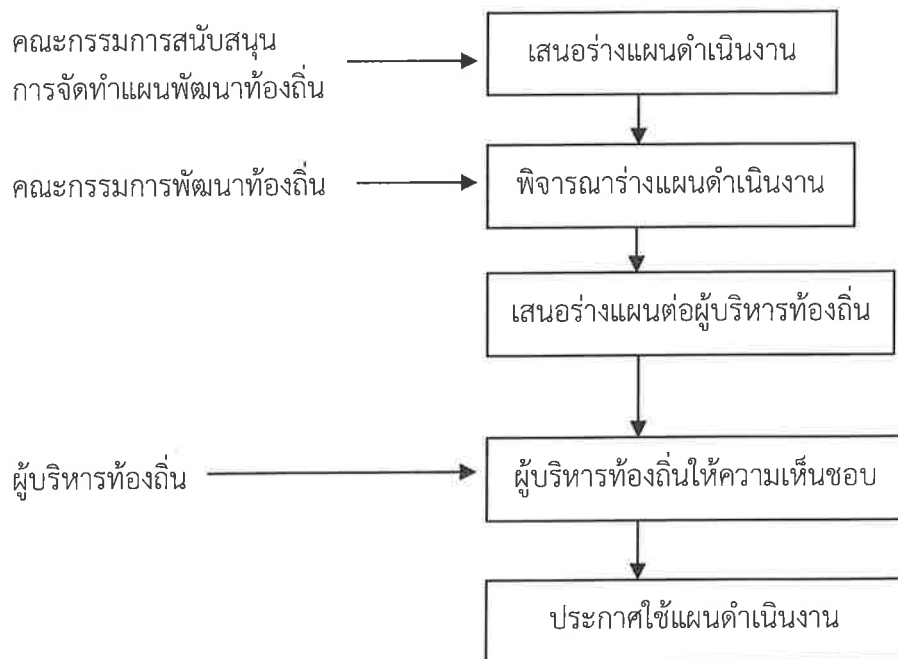 คณะกรรมการสนับสนุน
การจัดทำแผนพัฒนาท้องถิ่น
เสนอร่างแผนดำเนินงาน
คณะกรรมการพัฒนาท้องถิ่น
พิจารณาร่างแผนดำเนินงาน
เสนอร่างแผนต่อผู้บริหารท้องถิ่น
ผู้บริหารท้องถิ่น
ผู้บริหารท้องถิ่นให้ความเห็นชอบ
ประกาศใช้แผนดำเนินงาน